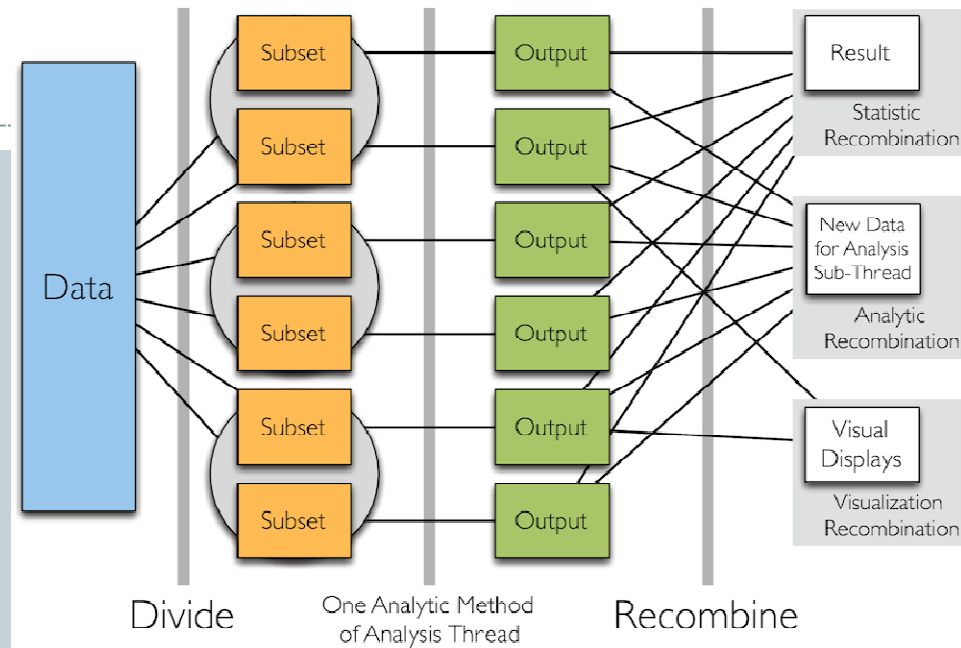 Data
Subset
Subset
Subset
Subset
Subset
Subset
Output
Output
Output
Output
Output
Output
Result
Statistic
Recombination
New Data
for Analysis
Sub-Thread
Analytic
Recombination
Visual
Displays
Visualization
Recombination
Divide
One Analytic Method
of Analysis Thread
Recombine